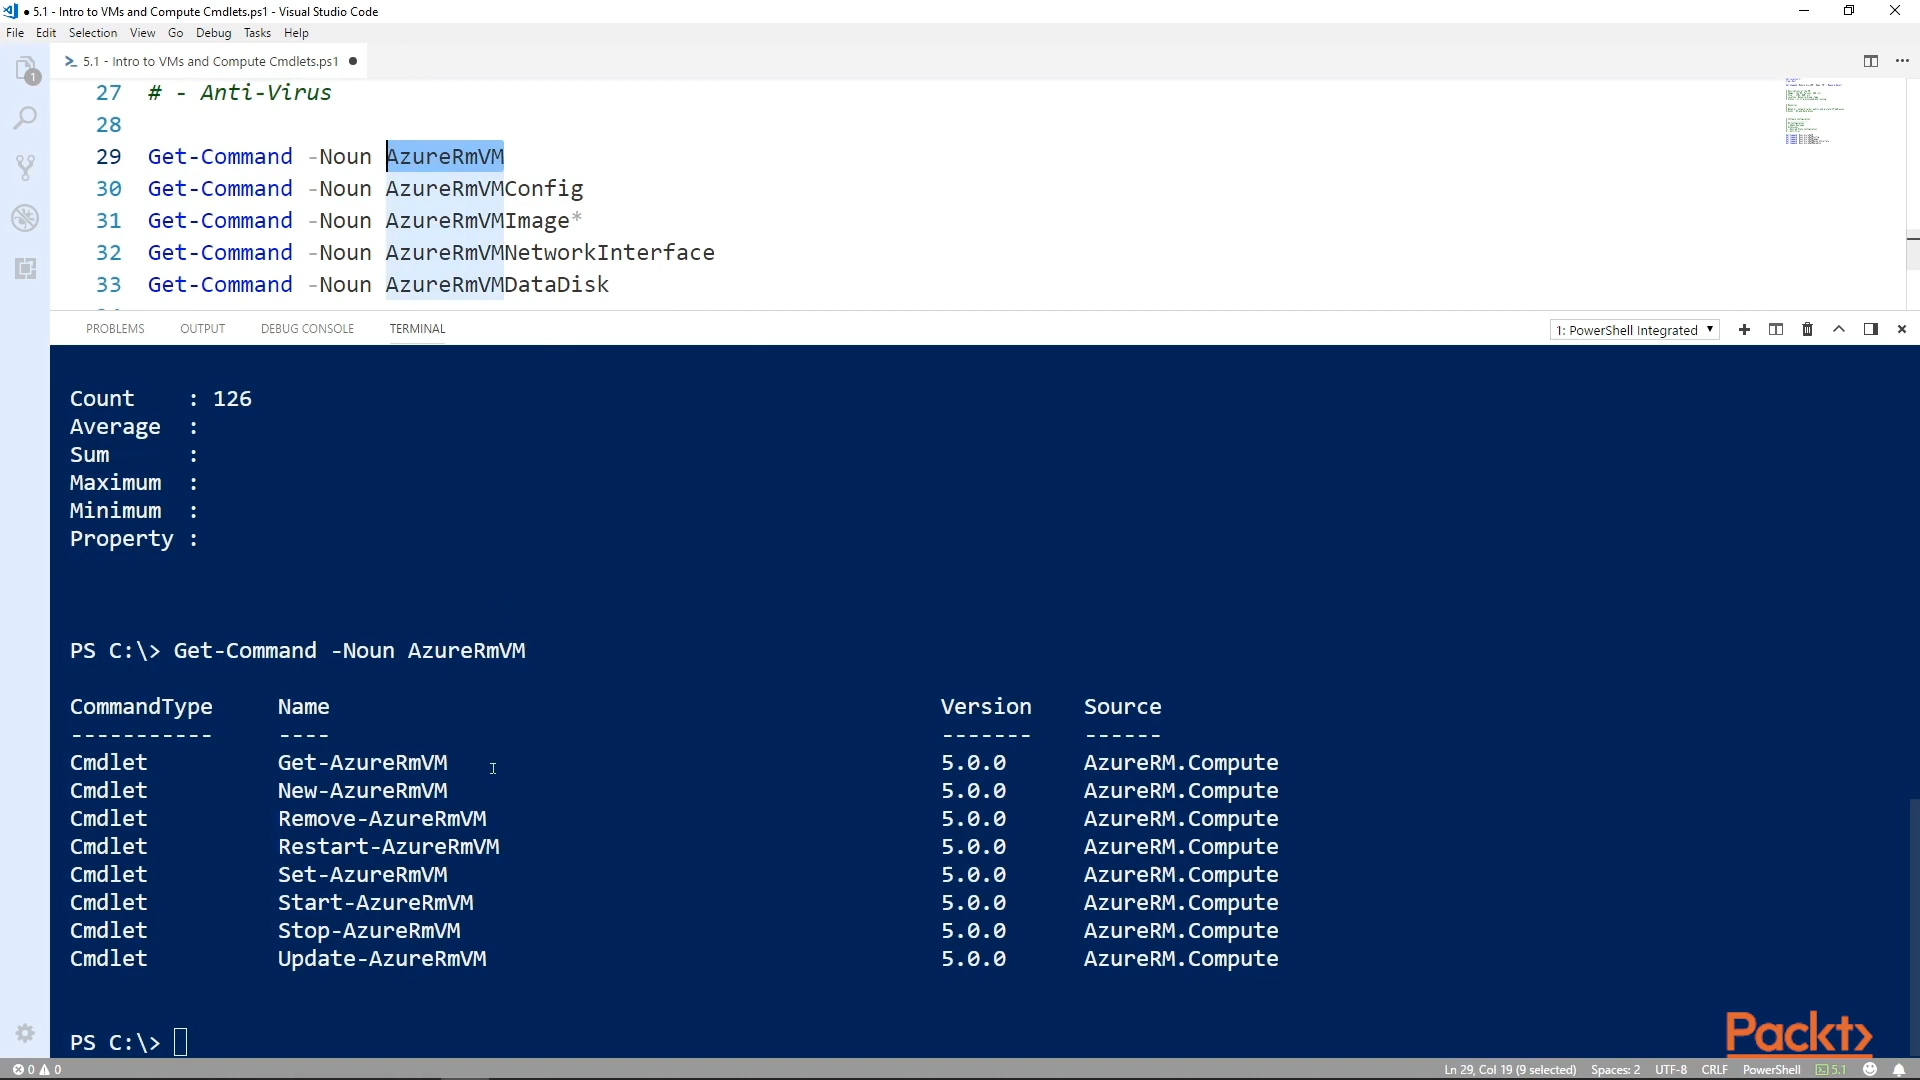 ● 5.1 - Intro to VMs and Compute Cmdlets.ps1 - Visual Studio Code
File Edit Selection View Go Debug Tasks Help
5.1 - Intro to VMs and Compute Cmdlets.ps1 ●
1
27 # - Anti-Virus
28
29 Get-Command -Noun AzureRmVM
30 Get-Command -Noun AzureRmVMConfig
31 Get-Command -Noun AzureRmVMImage*
32 Get-Command -Noun AzureRmVMNetworkInterface
33 Get-Command -Noun AzureRmVMDataDisk
PROBLEMS OUTPUT DEBUG CONSOLE TERMINAL 1: PowerShell Integrated
Count : 126
Average :
Sum :
Maximum :
Minimum :
Property :
PS C:\> Get-Command -Noun AzureRmVM
CommandType Name Version Source
----------- ---- ------- ------
Cmdlet Get-AzureRmVM 5.0.0 AzureRM.Compute
Cmdlet New-AzureRmVM 5.0.0 AzureRM.Compute
Cmdlet Remove-AzureRmVM 5.0.0 AzureRM.Compute
Cmdlet Restart-AzureRmVM 5.0.0 AzureRM.Compute
Cmdlet Set-AzureRmVM 5.0.0 AzureRM.Compute
Cmdlet Start-AzureRmVM 5.0.0 AzureRM.Compute
Cmdlet Stop-AzureRmVM 5.0.0 AzureRM.Compute
Cmdlet Update-AzureRmVM 5.0.0 AzureRM.Compute
PS C:\>
Packt>
0 0 Ln 29, Col 19 (9 selected) Spaces: 2 UTF-8 CRLF PowerShell 5.1